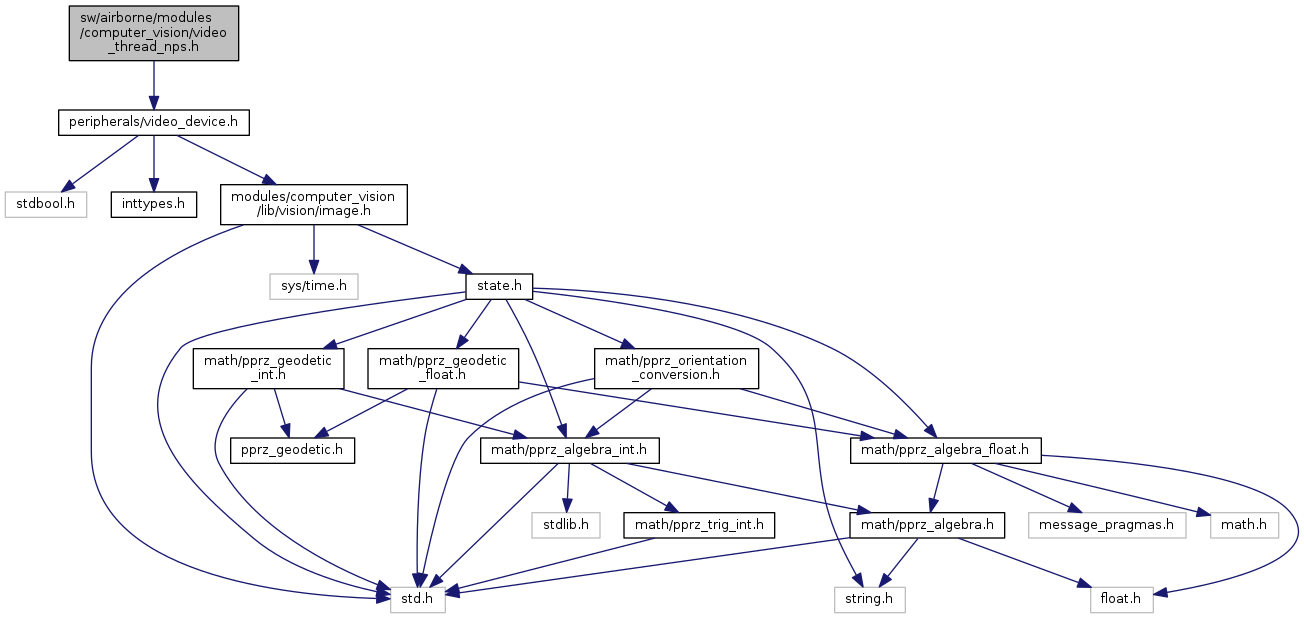 sw/airborne/modules
/computer_vision/video
_thread_nps.h
peripherals/video_device.h
stdbool.h
inttypes.h
modules/computer_vision
/lib/vision/image.h
sys/time.h
state.h
math/pprz_geodetic
_int.h
math/pprz_geodetic
_float.h
math/pprz_orientation
_conversion.h
pprz_geodetic.h
math/pprz_algebra_int.h
math/pprz_algebra_float.h
stdlib.h
math/pprz_trig_int.h
math/pprz_algebra.h
message_pragmas.h
math.h
std.h
string.h
float.h